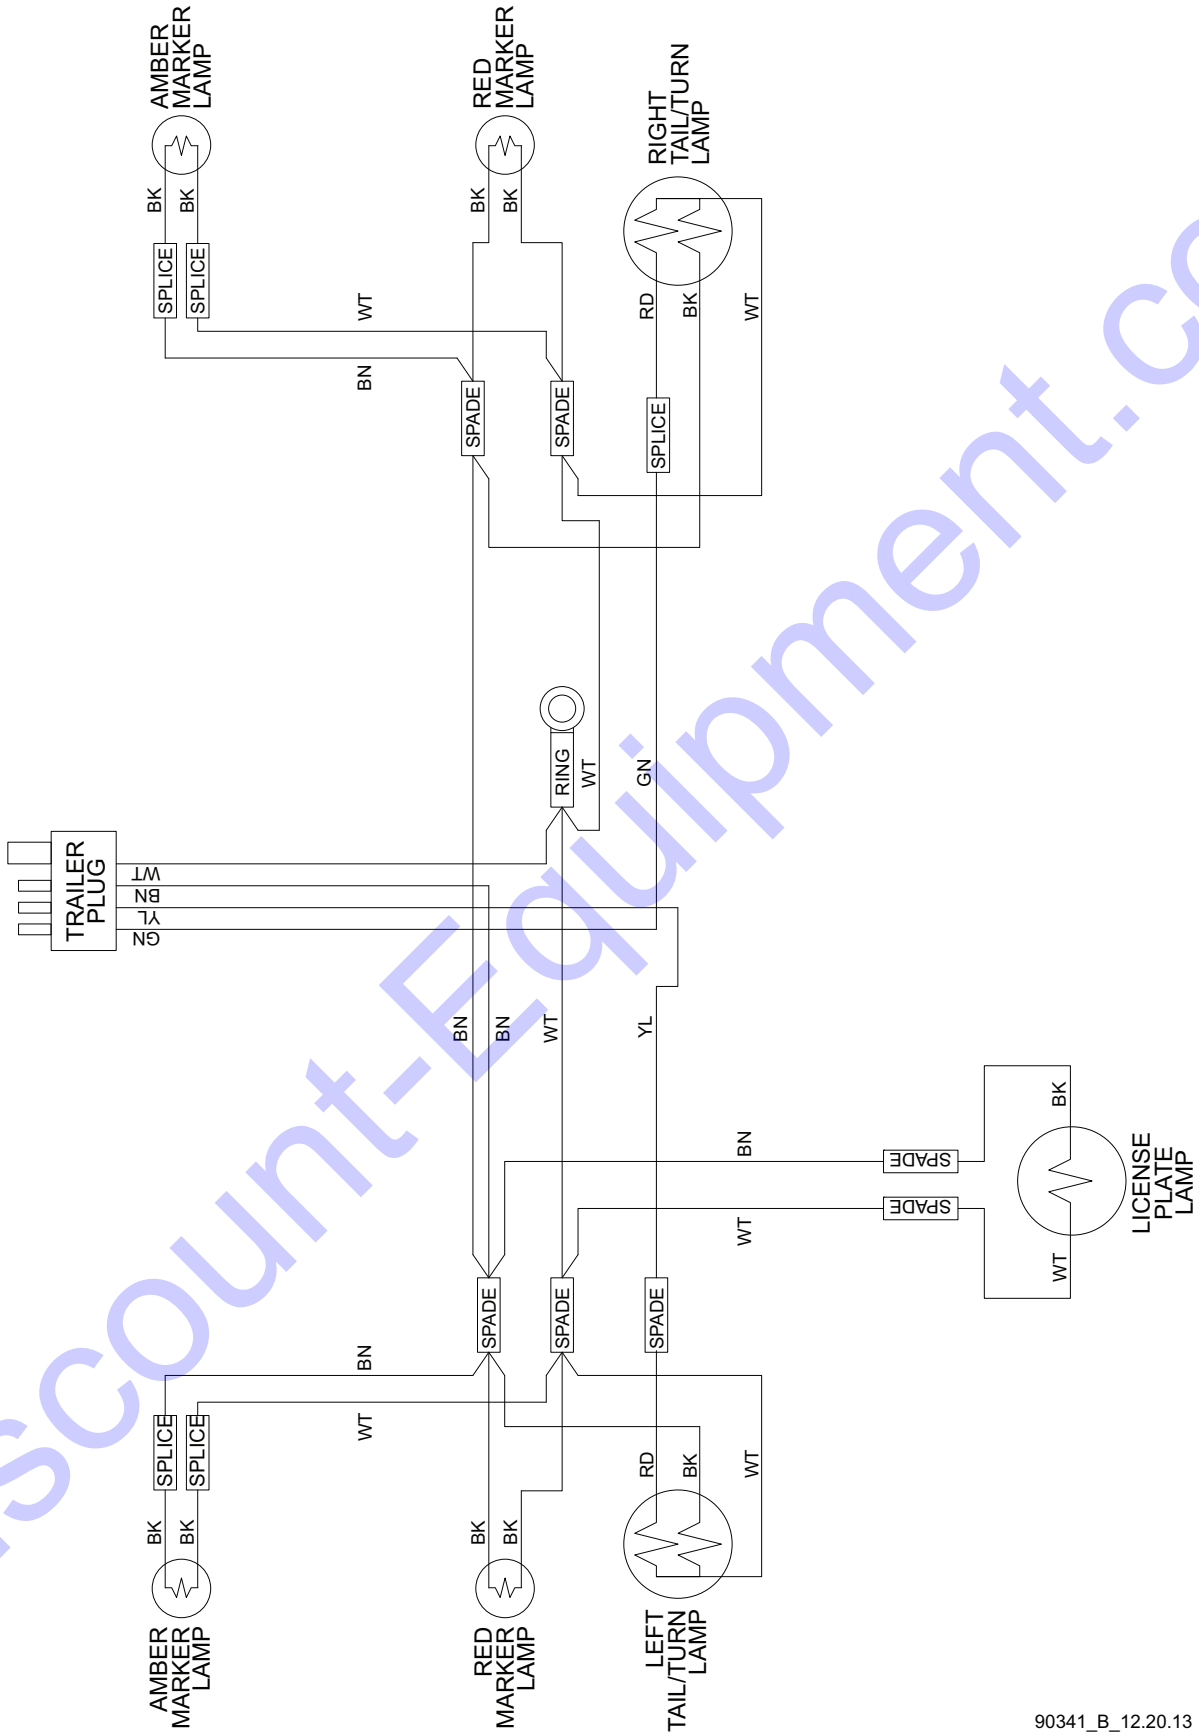 AMBER
MARKER
LAMP
RED
MARKER
LAMP
RIGHT
TAIL/TURN
LAMP
BK
BK
BK
BK
SPLICE
SPLICE
RD
BK
WT
WT
BN
SPADE
SPADE
SPLICE
RING
WT
GN
TRAILER
PLUG
WT
BN
YL
GN
BN
BN
WT
YL
BN
WT
SPADE
SPADE
BK
WT
LICENSE
PLATE
LAMP
SPADE
SPADE
SPADE
BN
WT
SPLICE
SPLICE
BK
BK
BK
BK
RD
BK
WT
AMBER
MARKER
LAMP
RED
MARKER
LAMP
LEFT
TAIL/TURN
LAMP
scount-Equipment.co
90341_B_12.20.13